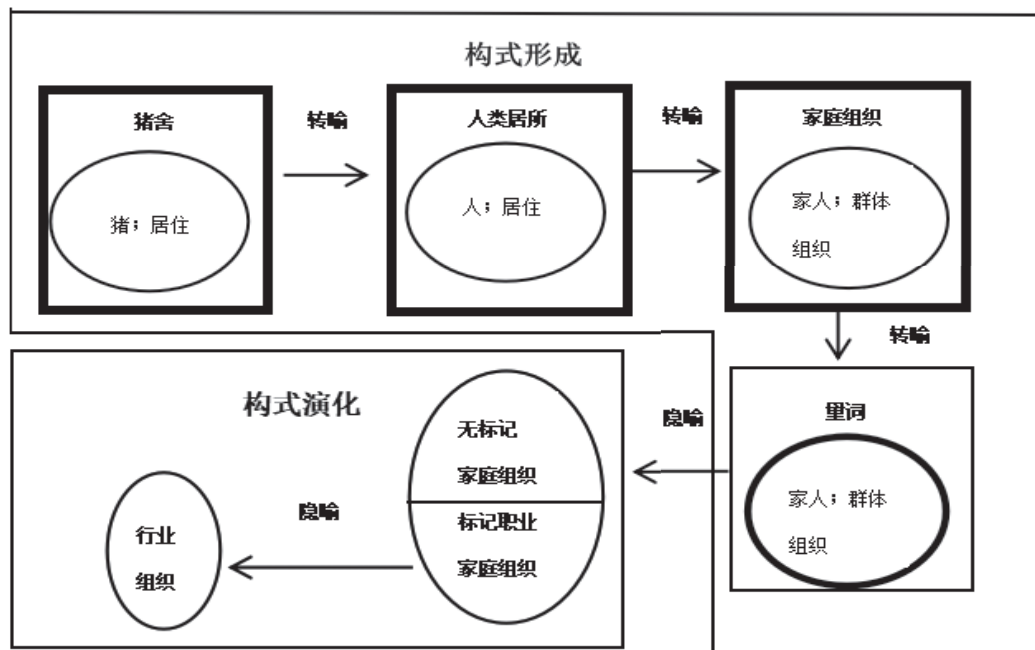 构式形成
猪舍
转喻
人类居所
转喻
家庭组织
猪；居住
人；居住
家人；群体
组织
转喻
构式演化
无标记
家庭组织
标记职业
家庭组织
隐喻
行业
组织
隐喻
量词
家人；群体
组织